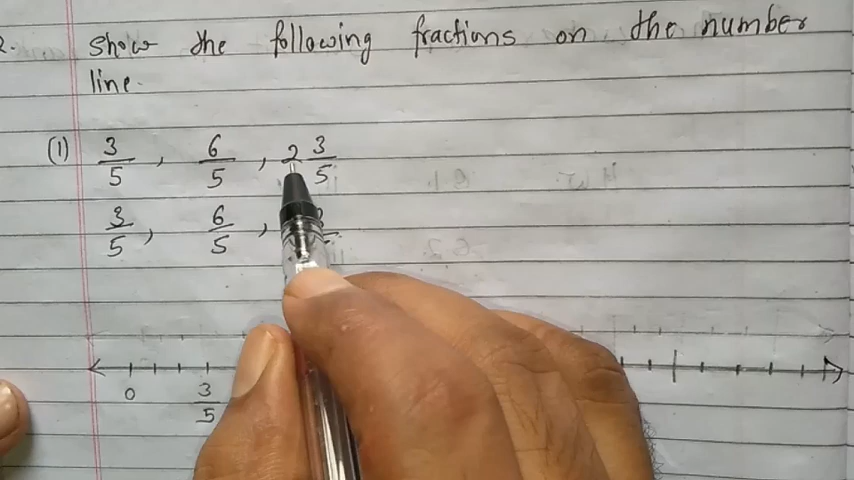 2. Show the following fractions on the number
line.
(1) 3/5, 6/5, 2 3/5
3/5, 6/5,
0 3/5